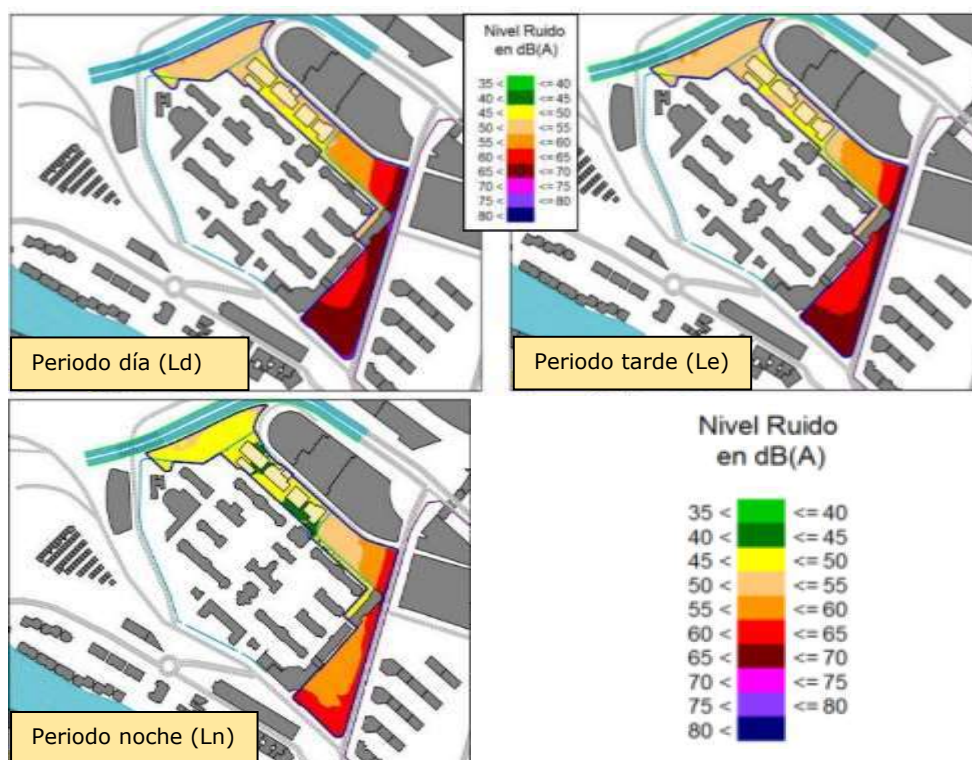 Nivel Ruido
en dB(A)
35 < <= 40
40 < <= 45
45 < <= 50
50 < <= 55
55 < <= 60
60 < <= 65
65 < <= 70
70 < <= 75
75 < <= 80
80 <
Periodo día (Ld)
Periodo tarde (Le)
Nivel Ruido
en dB(A)
35 < <= 40
40 < <= 45
45 < <= 50
50 < <= 55
55 < <= 60
60 < <= 65
65 < <= 70
70 < <= 75
75 < <= 80
80 <
Periodo noche (Ln)